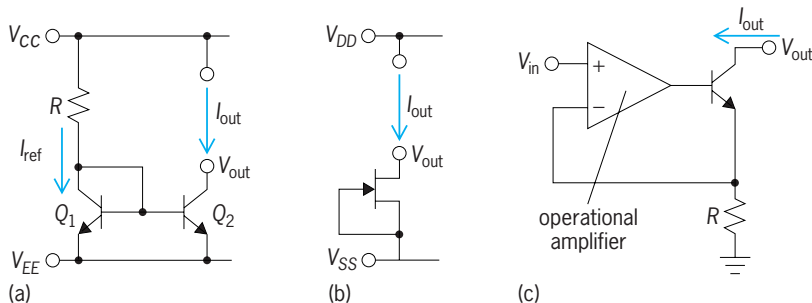 V_CC
R
I_ref
I_out
V_out
Q_1
Q_2
V_EE
(a)
V_DD
I_out
V_out
V_SS
(b)
I_out
V_in
V_out
+
−
operational
amplifier
R
(c)